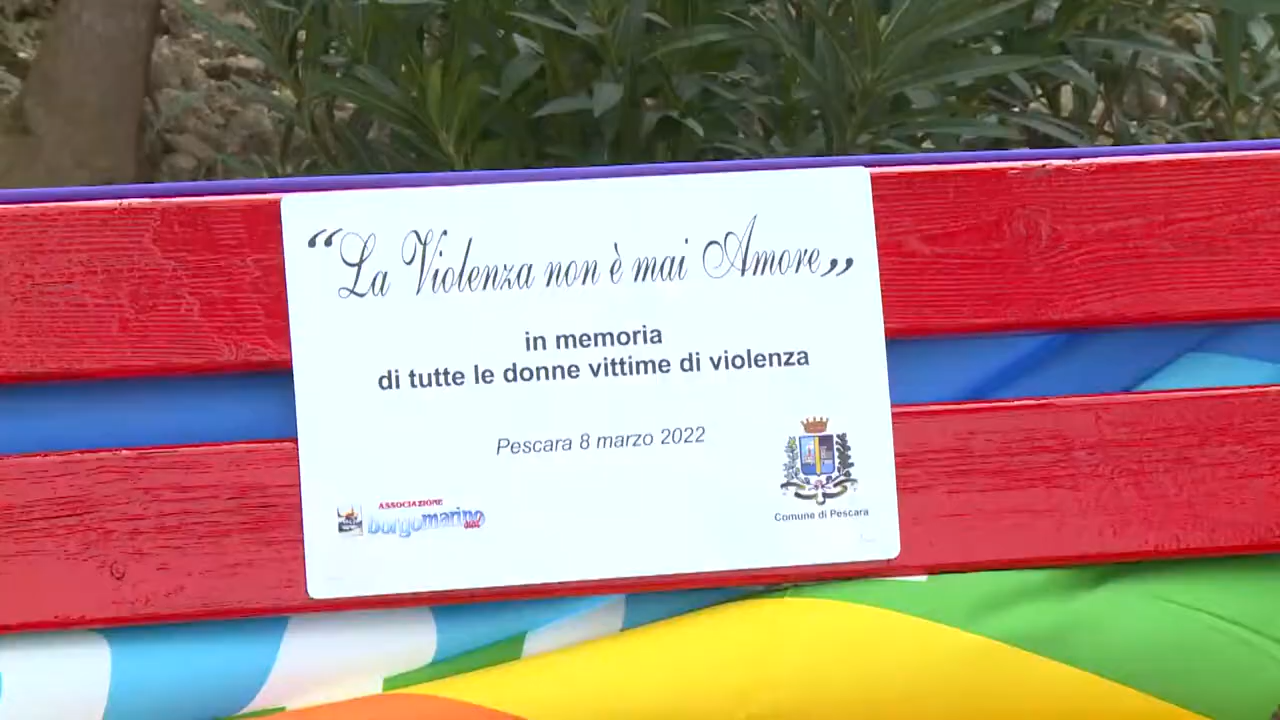 “La Violenza non è mai Amore„
in memoria
di tutte le donne vittime di violenza
Pescara 8 marzo 2022
ASSOCIAZIONE
borgomarino
Comune di Pescara